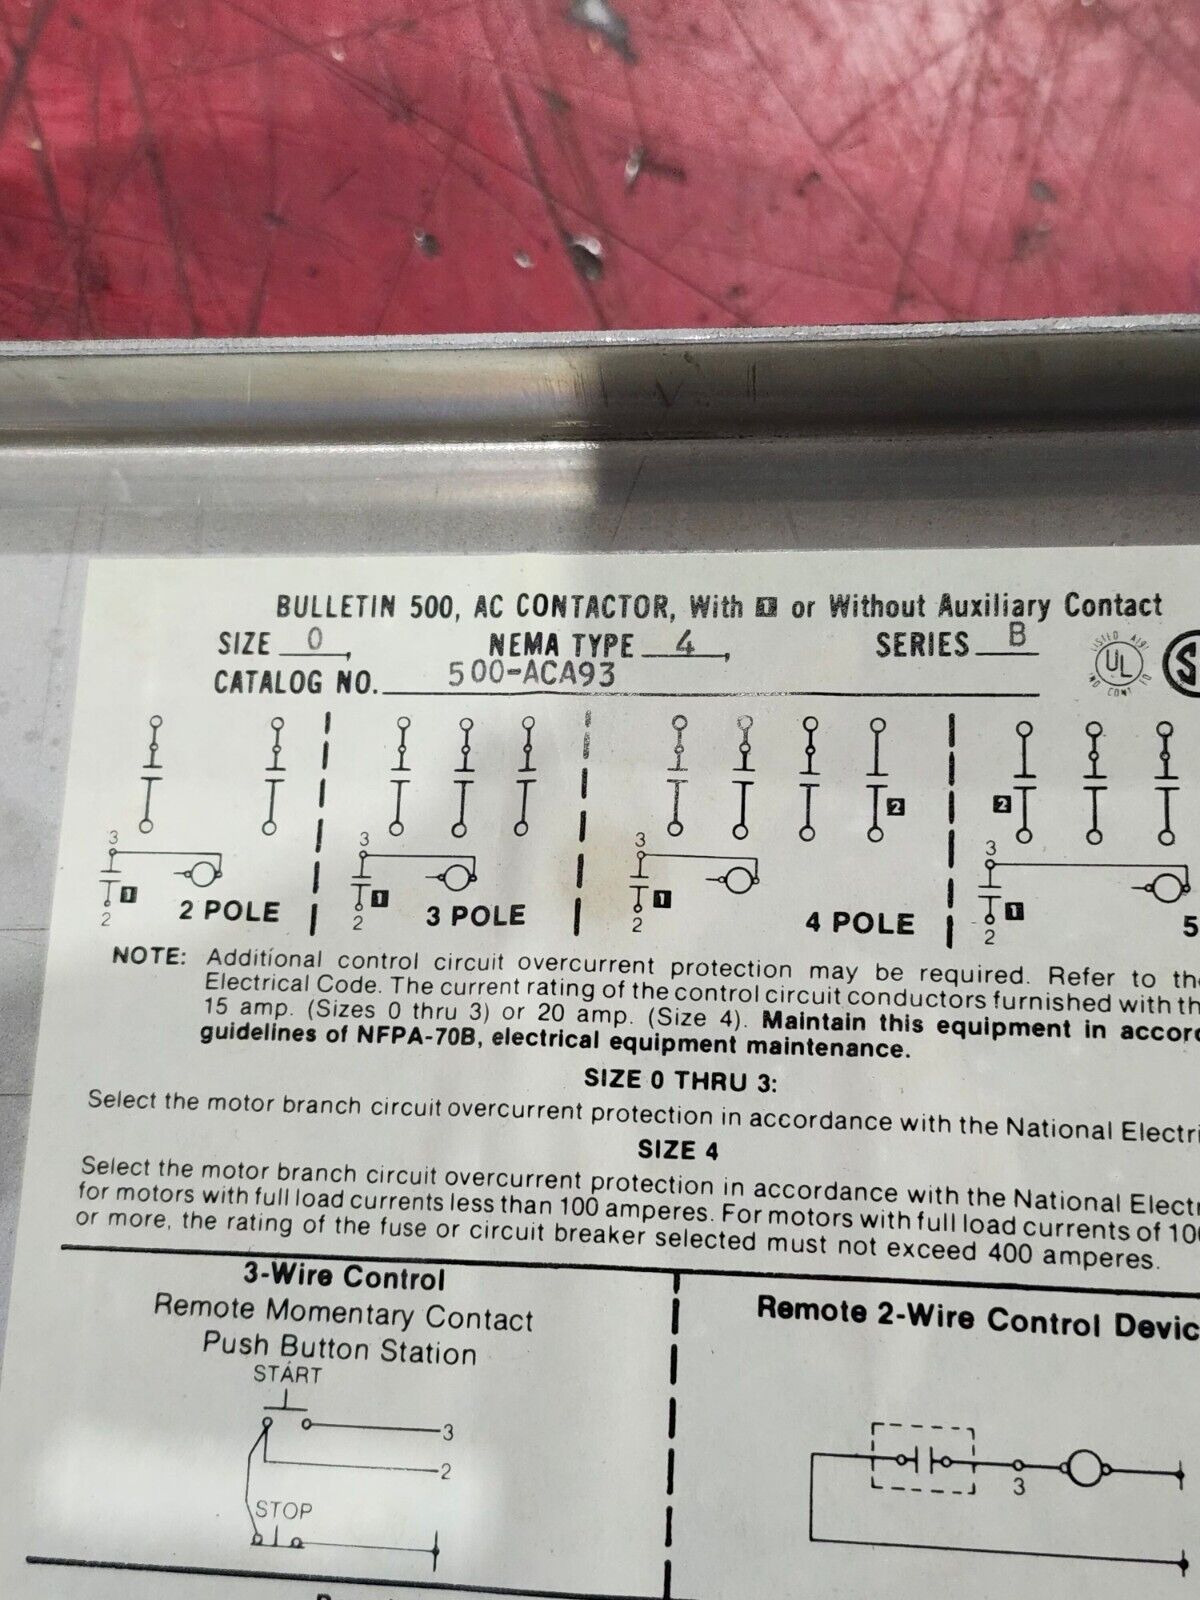 BULLETIN 500, AC CONTACTOR, With 1 or Without Auxiliary Contact
SIZE 0, NEMA TYPE 4, SERIES B
CATALOG NO. 500-ACA93
LISTED
UL
2 2
3 3 3 3
1 1 1 1
2 2 2 2
2 POLE 3 POLE 4 POLE 5
NOTE: Additional control circuit overcurrent protection may be required. Refer to the
Electrical Code. The current rating of the control circuit conductors furnished with th
15 amp. (Sizes 0 thru 3) or 20 amp. (Size 4). Maintain this equipment in accor
guidelines of NFPA-70B, electrical equipment maintenance.
SIZE 0 THRU 3:
Select the motor branch circuit overcurrent protection in accordance with the National Electri
SIZE 4
Select the motor branch circuit overcurrent protection in accordance with the National Electr
for motors with full load currents less than 100 amperes. For motors with full load currents of 10
or more, the rating of the fuse or circuit breaker selected must not exceed 400 amperes.
3-Wire Control
Remote Momentary Contact
Push Button Station
START
3
2
STOP
Remote 2-Wire Control Devic
3